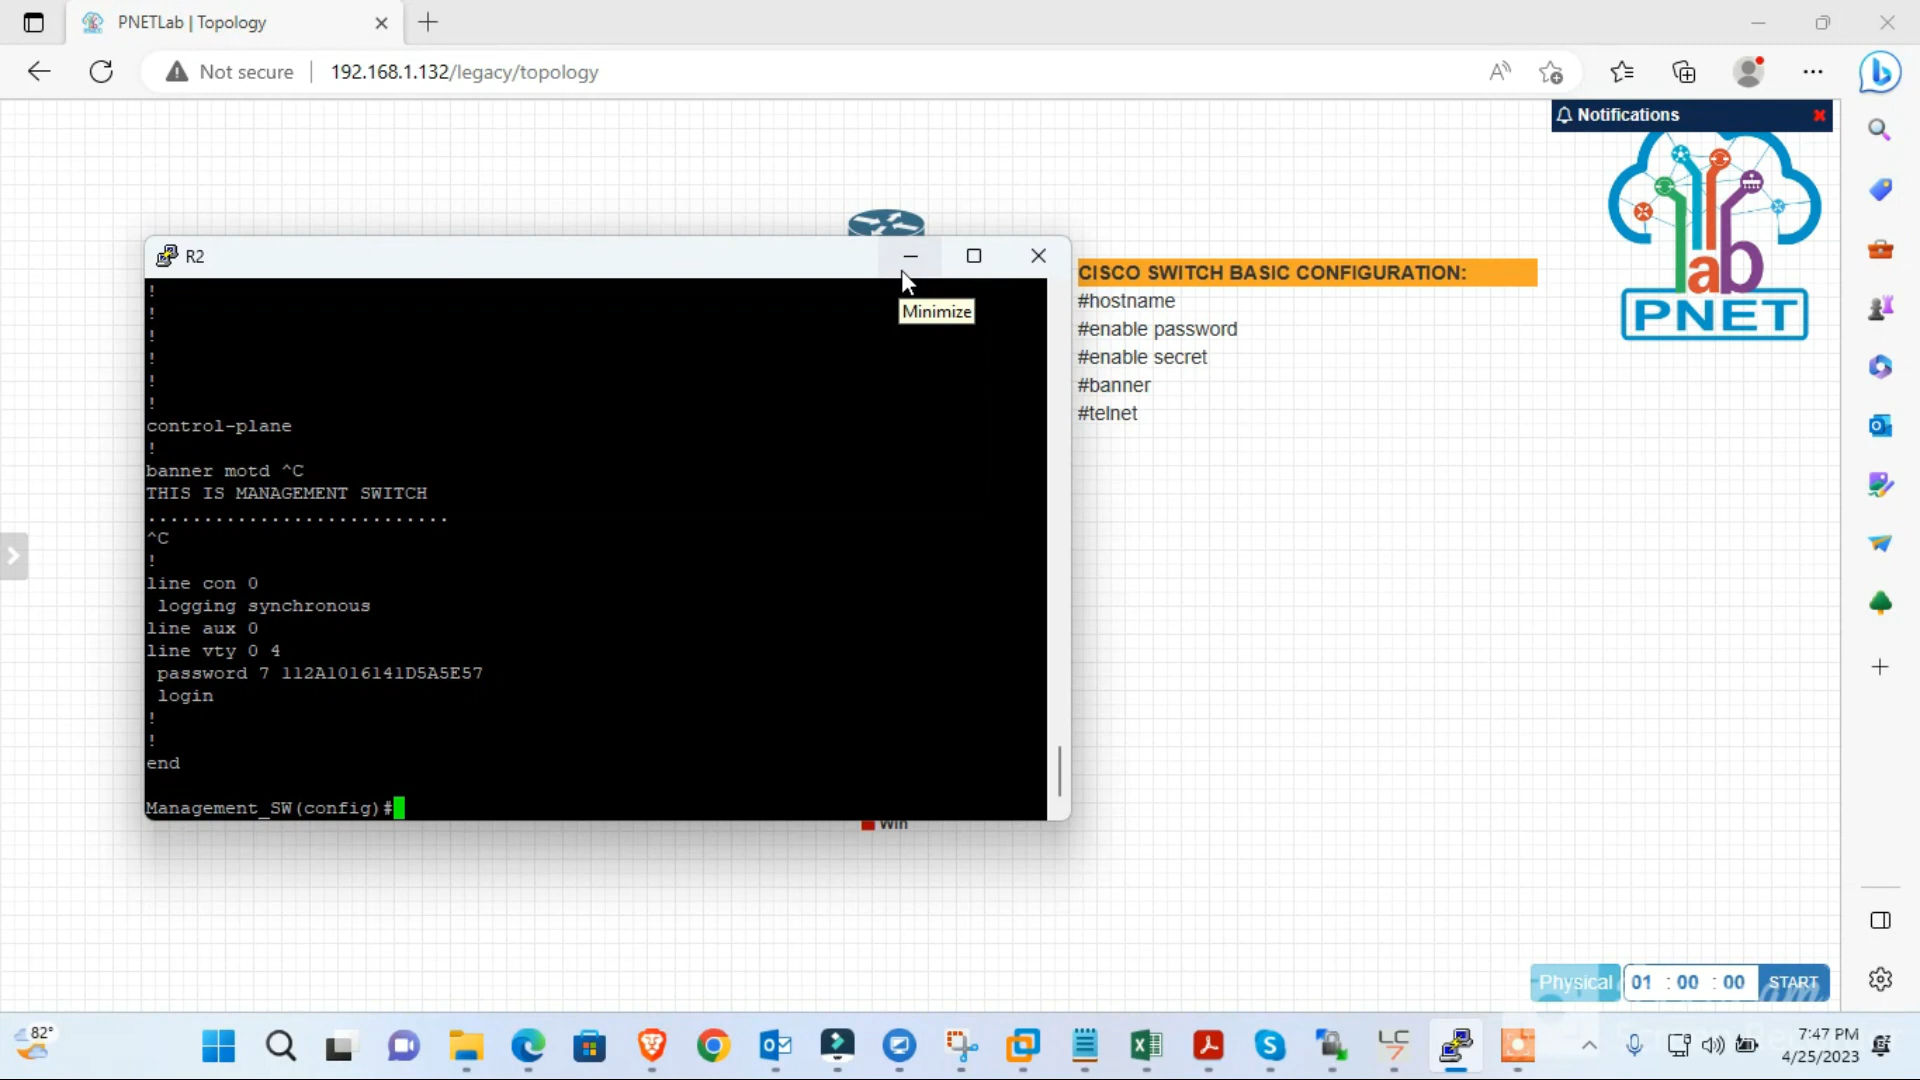 PNETLab | Topology
Not secure
192.168.1.132/legacy/topology
Notifications
lab
PNET
R2
Minimize
CISCO SWITCH BASIC CONFIGURATION:
#hostname
#enable password
#enable secret
#banner
#telnet
!
!
!
!
!
!
control-plane
!
banner motd ^C
THIS IS MANAGEMENT SWITCH
...........................
^C
!
line con 0
logging synchronous
line aux 0
line vty 0 4
password 7 112A1016141D5A5E57
login
!
!
end
Management_SW(config)#
Win
Physical
01 : 00 : 00
START
82°
7:47 PM
4/25/2023